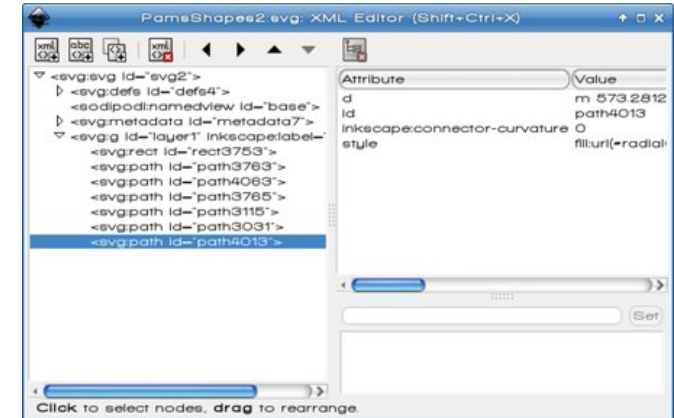 PamsShapes2.svg: XML Editor (Shift+Ctrl+X)
xml
abc
xml
<svg:svg id="svg2">
<svg:defs id="defs4">
<sodipodi:namedview id="base">
<svg:metadata id="metadata7">
<svg:g id="layer1" inkscape:label="
<svg:rect id="rect3753">
<svg:path id="path3763">
<svg:path id="path4063">
<svg:path id="path3765">
<svg:path id="path3115">
<svg:path id="path3031">
<svg:path id="path4013">
Attribute Value
d m 573.2812
id path4013
inkscape:connector-curvature 0
style fill:url(#radial
Set
Click to select nodes, drag to rearrange.